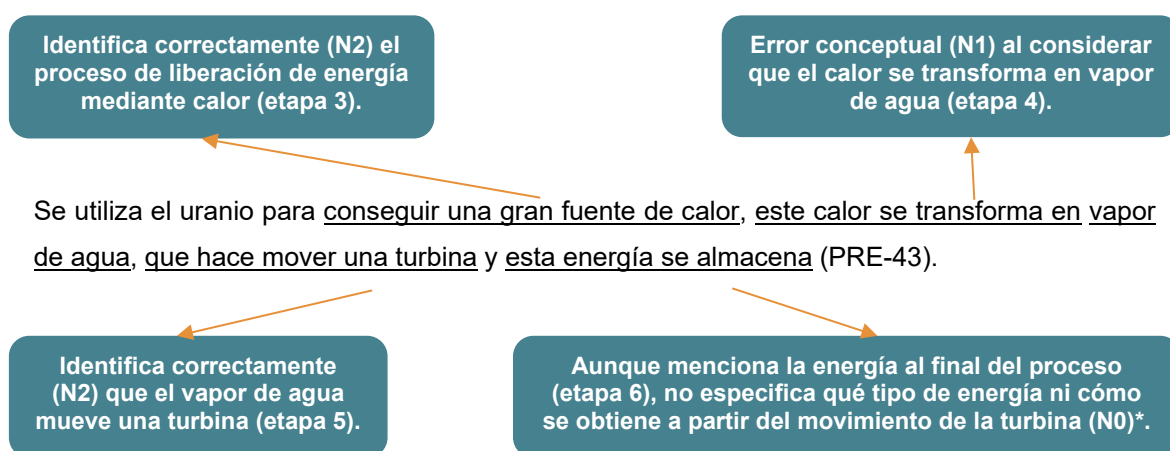 Identifica correctamente (N2) el
proceso de liberación de energía
mediante calor (etapa 3).
Error conceptual (N1) al considerar
que el calor se transforma en vapor
de agua (etapa 4).
Se utiliza el uranio para conseguir una gran fuente de calor, este calor se transforma en vapor
de agua, que hace mover una turbina y esta energía se almacena (PRE-43).
Identifica correctamente
(N2) que el vapor de agua
mueve una turbina (etapa 5).
Aunque menciona la energía al final del proceso
(etapa 6), no especifica qué tipo de energía ni cómo
se obtiene a partir del movimiento de la turbina (N0)*.